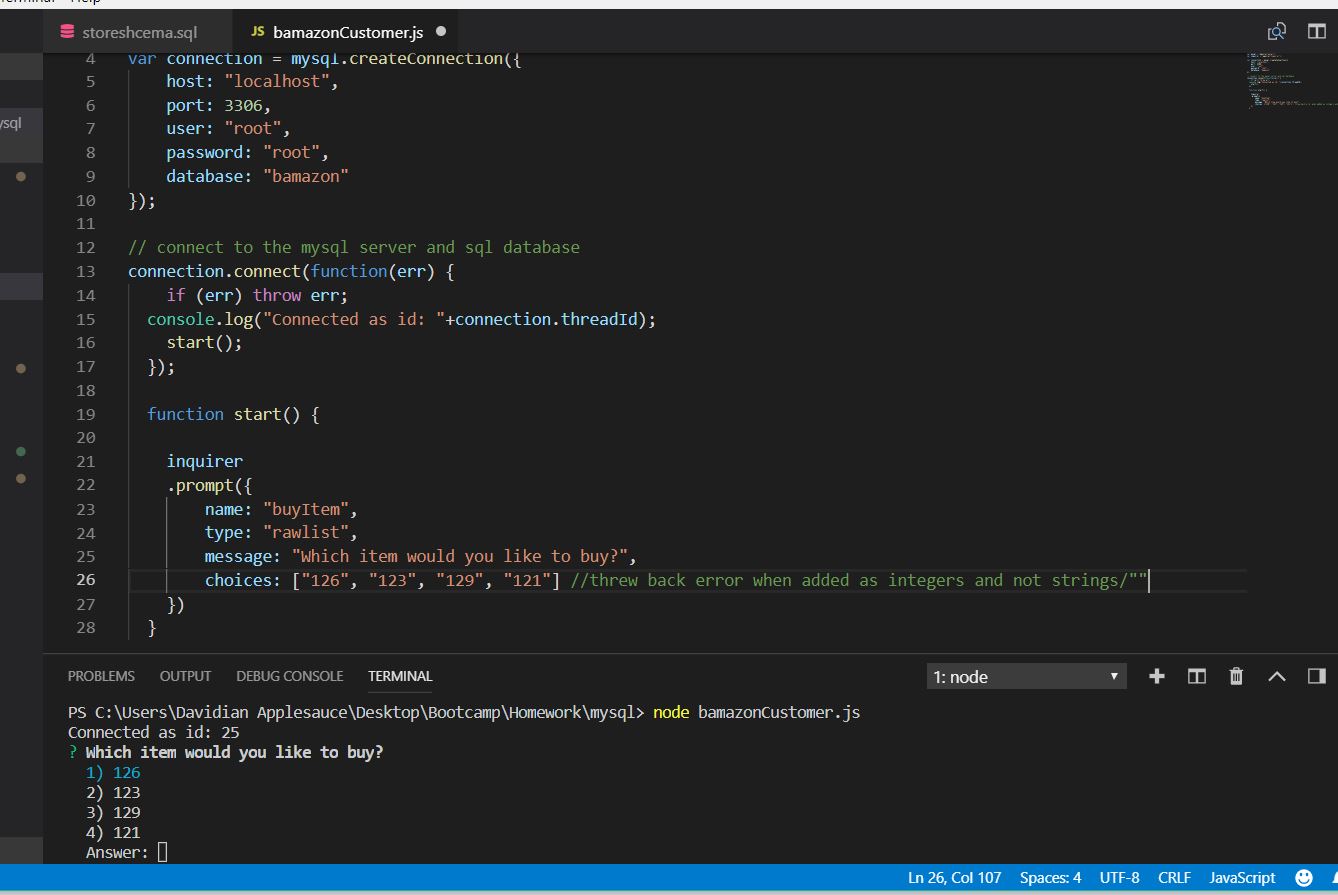 Terminal Help
storeshcema.sql
JS bamazonCustomer.js
ysql
4 var connection = mysql.createConnection({
5 host: "localhost",
6 port: 3306,
7 user: "root",
8 password: "root",
9 database: "bamazon"
10 });
11
12 // connect to the mysql server and sql database
13 connection.connect(function(err) {
14 if (err) throw err;
15 console.log("Connected as id: "+connection.threadId);
16 start();
17 });
18
19 function start() {
20
21 inquirer
22 .prompt({
23 name: "buyItem",
24 type: "rawlist",
25 message: "Which item would you like to buy?",
26 choices: ["126", "123", "129", "121"] //threw back error when added as integers and not strings/""
27 })
28 }
PROBLEMS OUTPUT DEBUG CONSOLE TERMINAL 1: node
PS C:\Users\Davidian Applesauce\Desktop\Bootcamp\Homework\mysql> node bamazonCustomer.js
Connected as id: 25
? Which item would you like to buy?
1) 126
2) 123
3) 129
4) 121
Answer:
Ln 26, Col 107 Spaces: 4 UTF-8 CRLF JavaScript